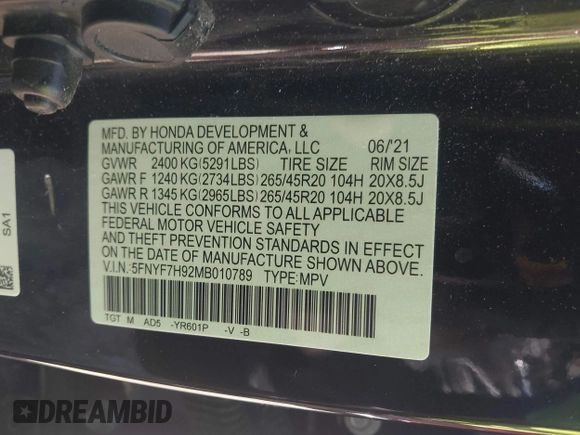 MFD. BY HONDA DEVELOPMENT &
MANUFACTURING OF AMERICA, LLC 06/'21
GVWR 2400 KG(5291LBS) TIRE SIZE RIM SIZE
GAWR F 1240 KG(2734LBS) 265/45R20 104H 20X8.5J
GAWR R 1345 KG(2965LBS) 265/45R20 104H 20X8.5J
THIS VEHICLE CONFORMS TO ALL APPLICABLE
FEDERAL MOTOR VEHICLE SAFETY
AND THEFT PREVENTION STANDARDS IN EFFECT
ON THE DATE OF MANUFACTURE SHOWN ABOVE.
V.I.N.:5FNYF7H92MB010789 TYPE:MPV
TGT M AD5 -YR601P -V -B
SA1
DREAMBID